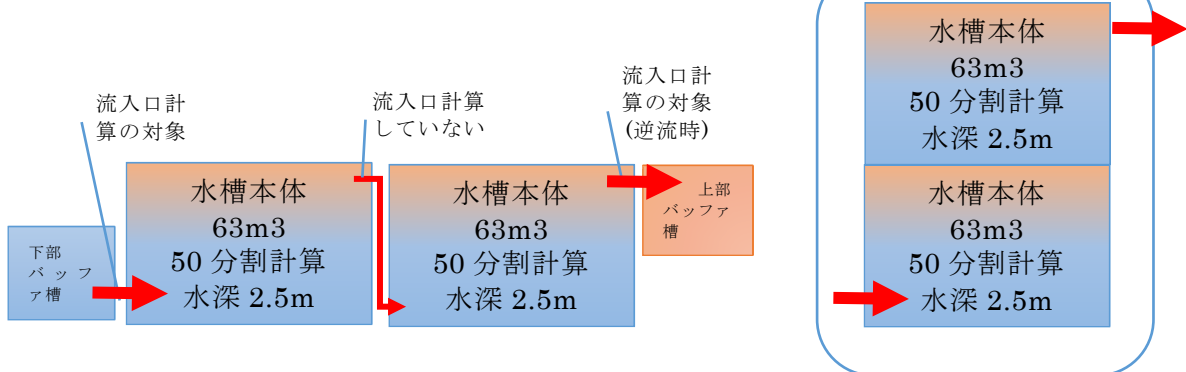 流入口計
算の対象
流入口計算
していない
流入口計
算の対象
(逆流時)
下部
バッフ
ァ槽
水槽本体
63m3
50 分割計算
水深 2.5m
水槽本体
63m3
50 分割計算
水深 2.5m
上部
バッファ
槽
水槽本体
63m3
50 分割計算
水深 2.5m
水槽本体
63m3
50 分割計算
水深 2.5m